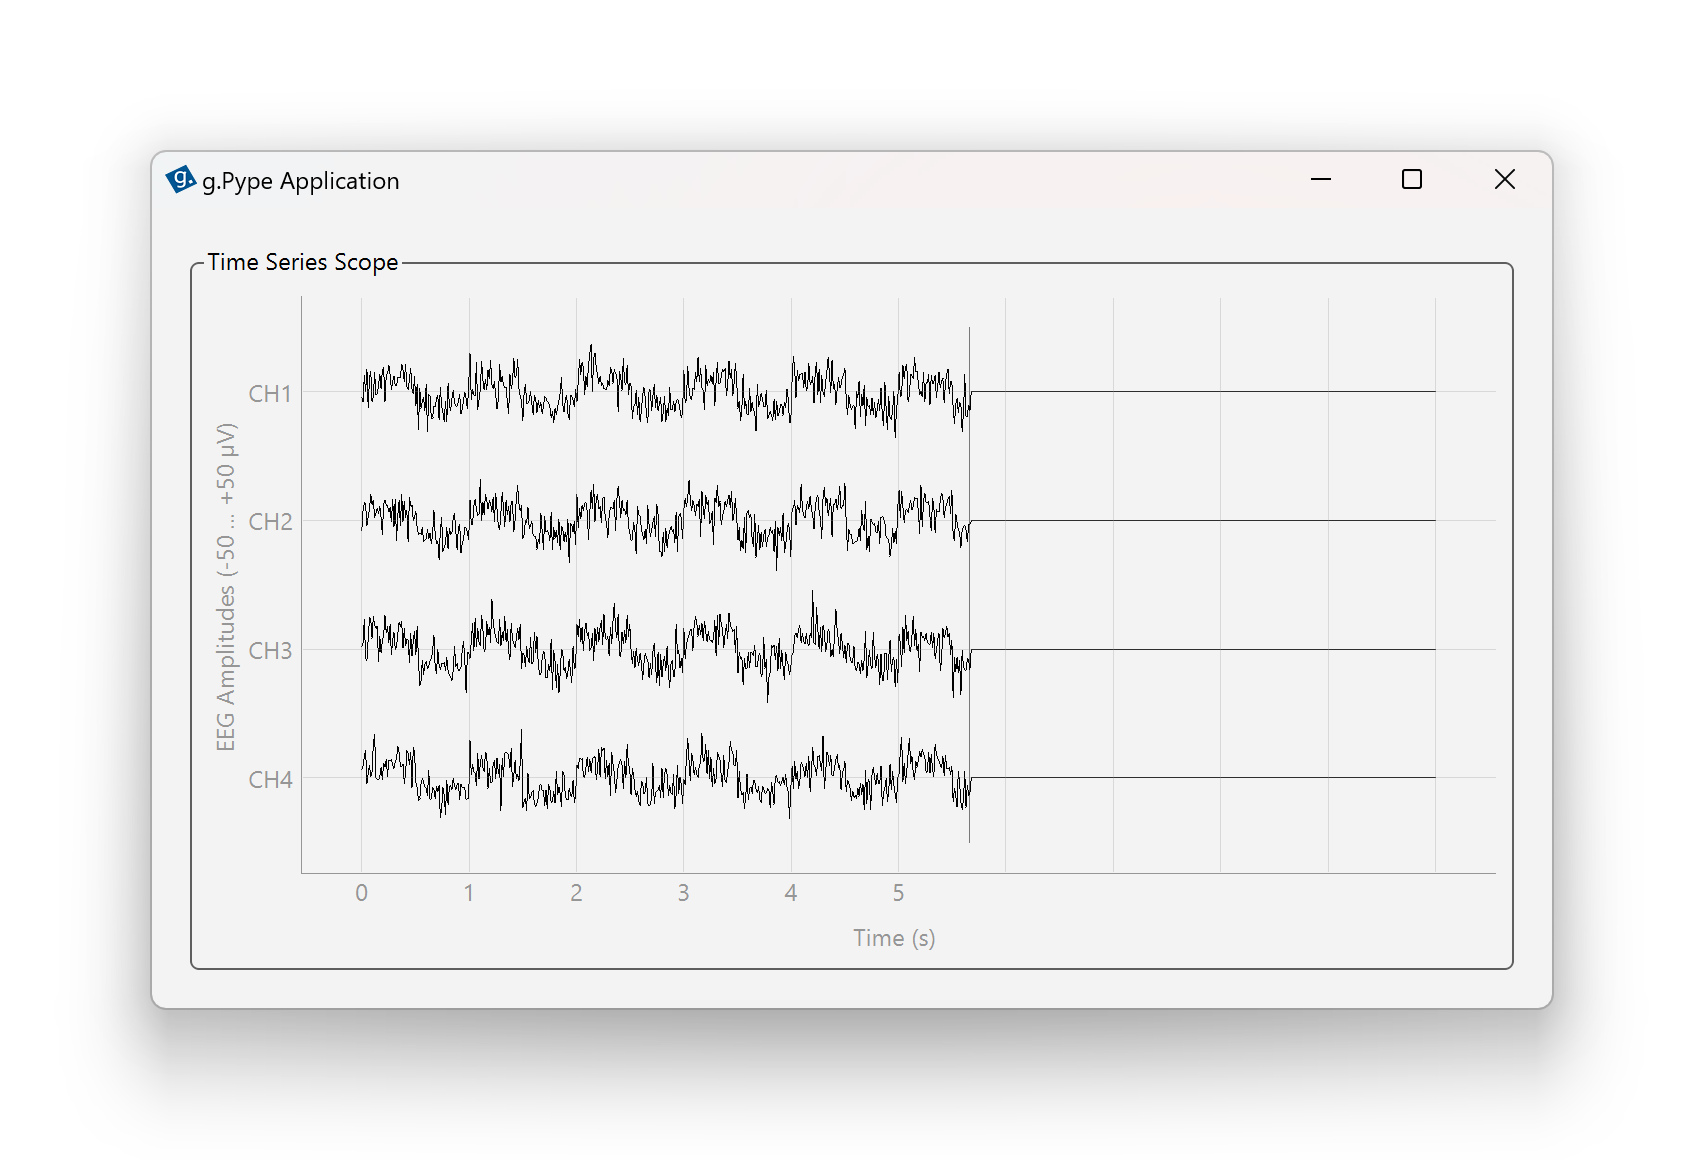 g. g.Pype Application
Time Series Scope
EEG Amplitudes (-50 ... +50 µV)
CH1
CH2
CH3
CH4
0 1 2 3 4 5
Time (s)